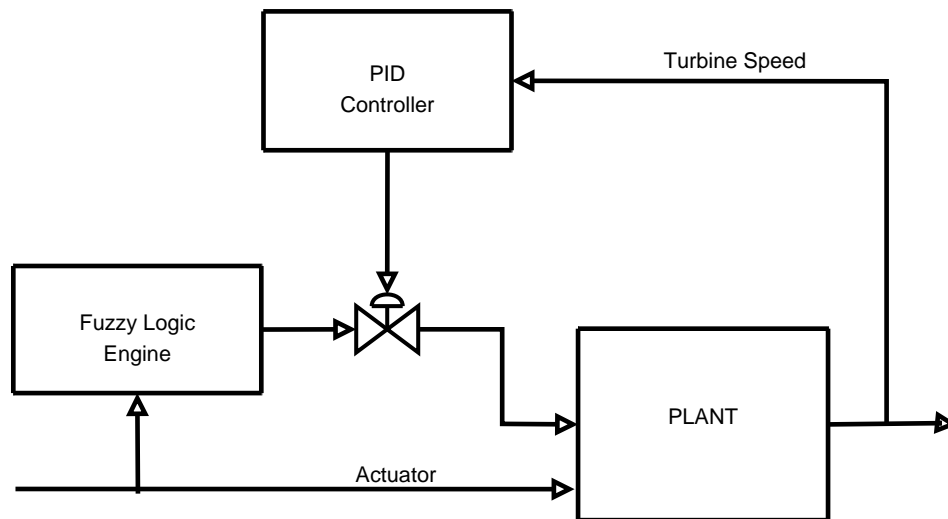 PID
Controller
Turbine Speed
Fuzzy Logic
Engine
PLANT
Actuator